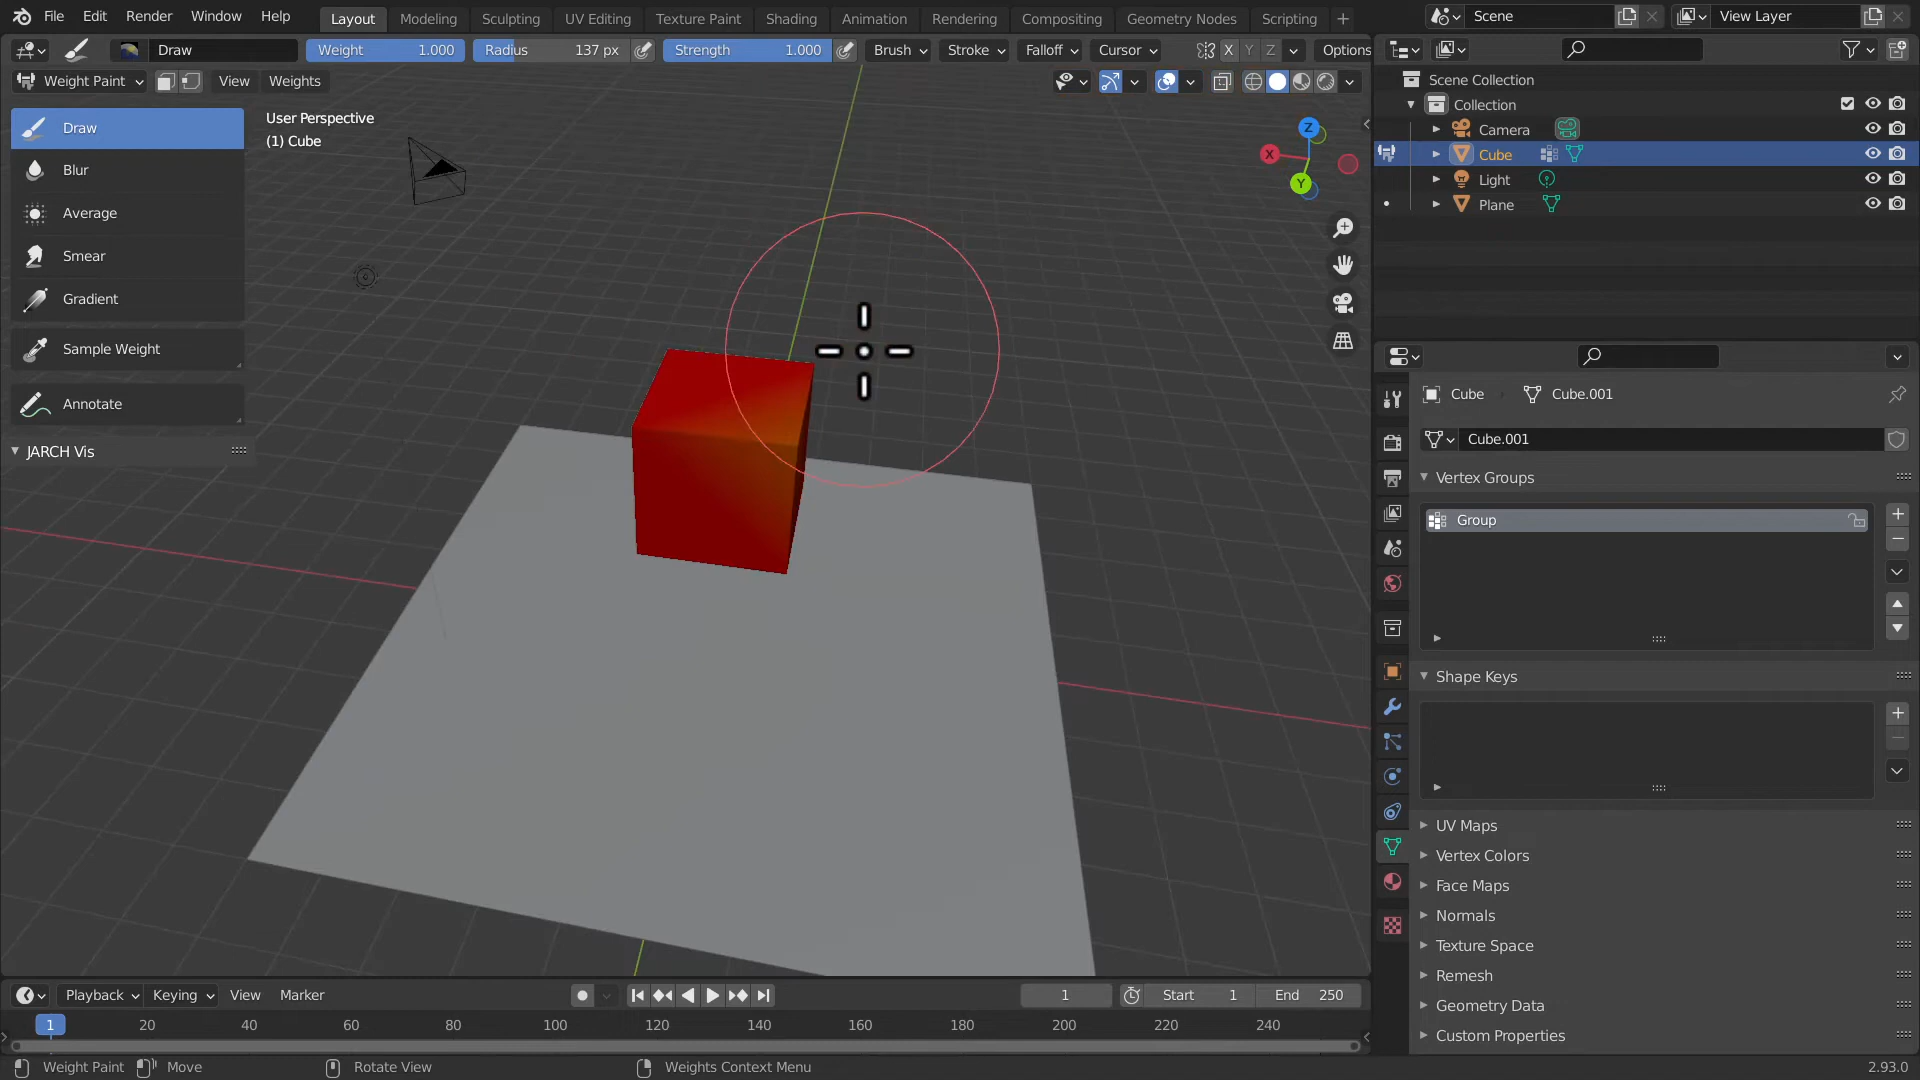 File Edit Render Window Help Layout Modeling Sculpting UV Editing Texture Paint Shading Animation Rendering Compositing Geometry Nodes Scripting + Scene View Layer
Draw Weight 1.000 Radius 137 px Strength 1.000 Brush Stroke Falloff Cursor X Y Z Options
Weight Paint View Weights
Scene Collection
Collection
Camera
Cube
Light
Plane
Draw
Blur
Average
Smear
Gradient
Sample Weight
Annotate
JARCH Vis
User Perspective
(1) Cube
Z
X
Y
Cube Cube.001
Cube.001
Vertex Groups
Group
Shape Keys
UV Maps
Vertex Colors
Face Maps
Normals
Texture Space
Remesh
Geometry Data
Custom Properties
Playback Keying View Marker 1 Start 1 End 250
1 20 40 60 80 100 120 140 160 180 200 220 240
Weight Paint Move Rotate View Weights Context Menu 2.93.0